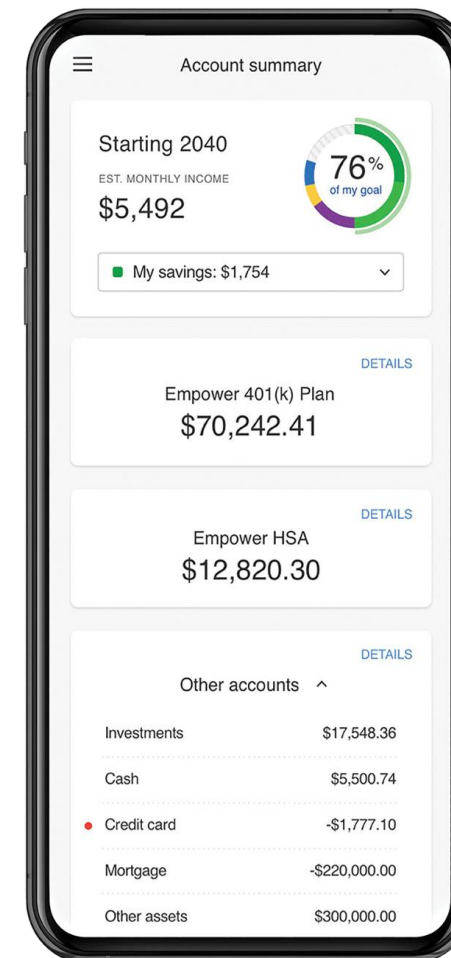 Account summary
Starting 2040
EST. MONTHLY INCOME
$5,492
76%
of my goal
My savings: $1,754
DETAILS
Empower 401(k) Plan
$70,242.41
DETAILS
Empower HSA
$12,820.30
DETAILS
Other accounts
Investments $17,548.36
Cash $5,500.74
Credit card -$1,777.10
Mortgage -$220,000.00
Other assets $300,000.00